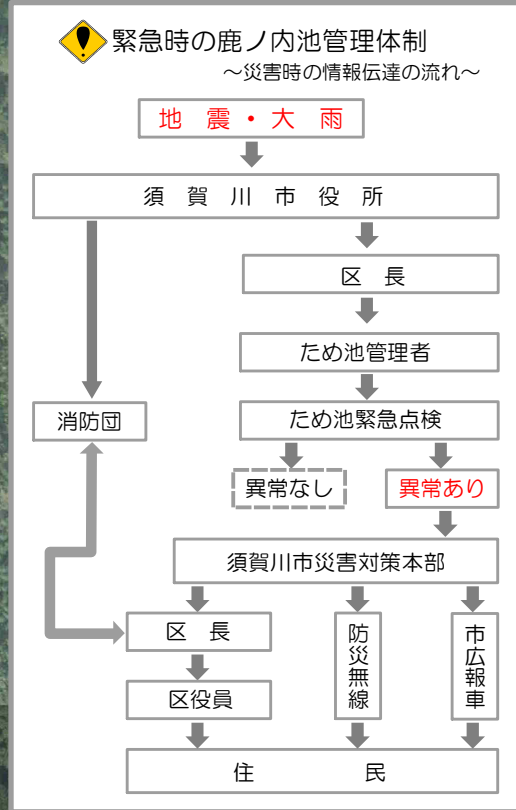 緊急時の鹿ノ内池管理体制
～災害時の情報伝達の流れ～
地震・大雨
須賀川市役所
区長
ため池管理者
消防団
ため池緊急点検
異常なし
異常あり
須賀川市災害対策本部
区長
防災無線
市広報車
区役員
住民